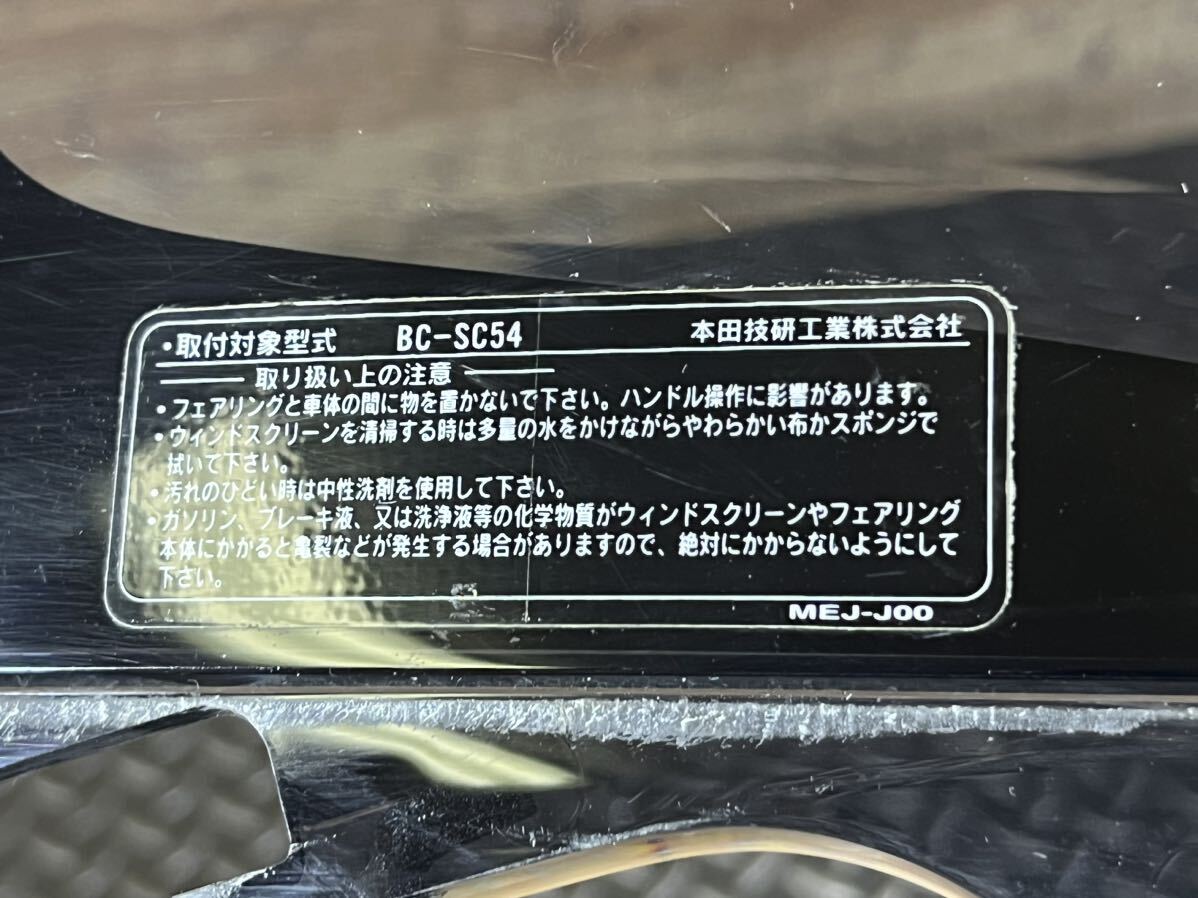 ・取付対象型式 BC-SC54 本田技研工業株式会社
取り扱い上の注意
・フェアリングと車体の間に物を置かないで下さい。ハンドル操作に影響があります。
・ウィンドスクリーンを清掃する時は多量の水をかけながらやわらかい布かスポンジで
拭いて下さい。
・汚れのひどい時は中性洗剤を使用して下さい。
・ガソリン、ブレーキ液、又は洗浄液等の化学物質がウィンドスクリーンやフェアリング
本体にかかると亀裂などが発生する場合がありますので、絶対にかからないようにして
下さい。
MEJ-J00